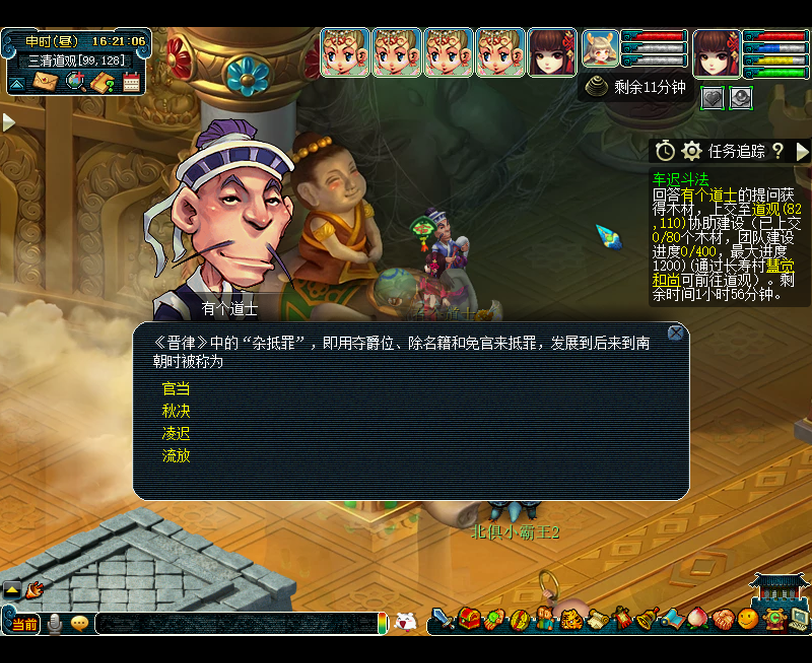 申时(昼) 16:21:06
三清道观[99,128]
剩余11分钟
任务追踪 ?
车迟斗法
回答有个道士的提问获
得木材，上交至道观(82
,110)协助建设（已上交
0/80个木材，团队建设
进度0/400，最大进度
1200)(通过长寿村慧觉
和尚可前往道观）。剩
余时间1小时56分钟。
有个道士
有个道士
《晋律》中的“杂抵罪”，即用夺爵位、除名籍和免官来抵罪，发展到后来到南
朝时被称为
官当
秋决
凌迟
流放
北俱小霸王2
当前